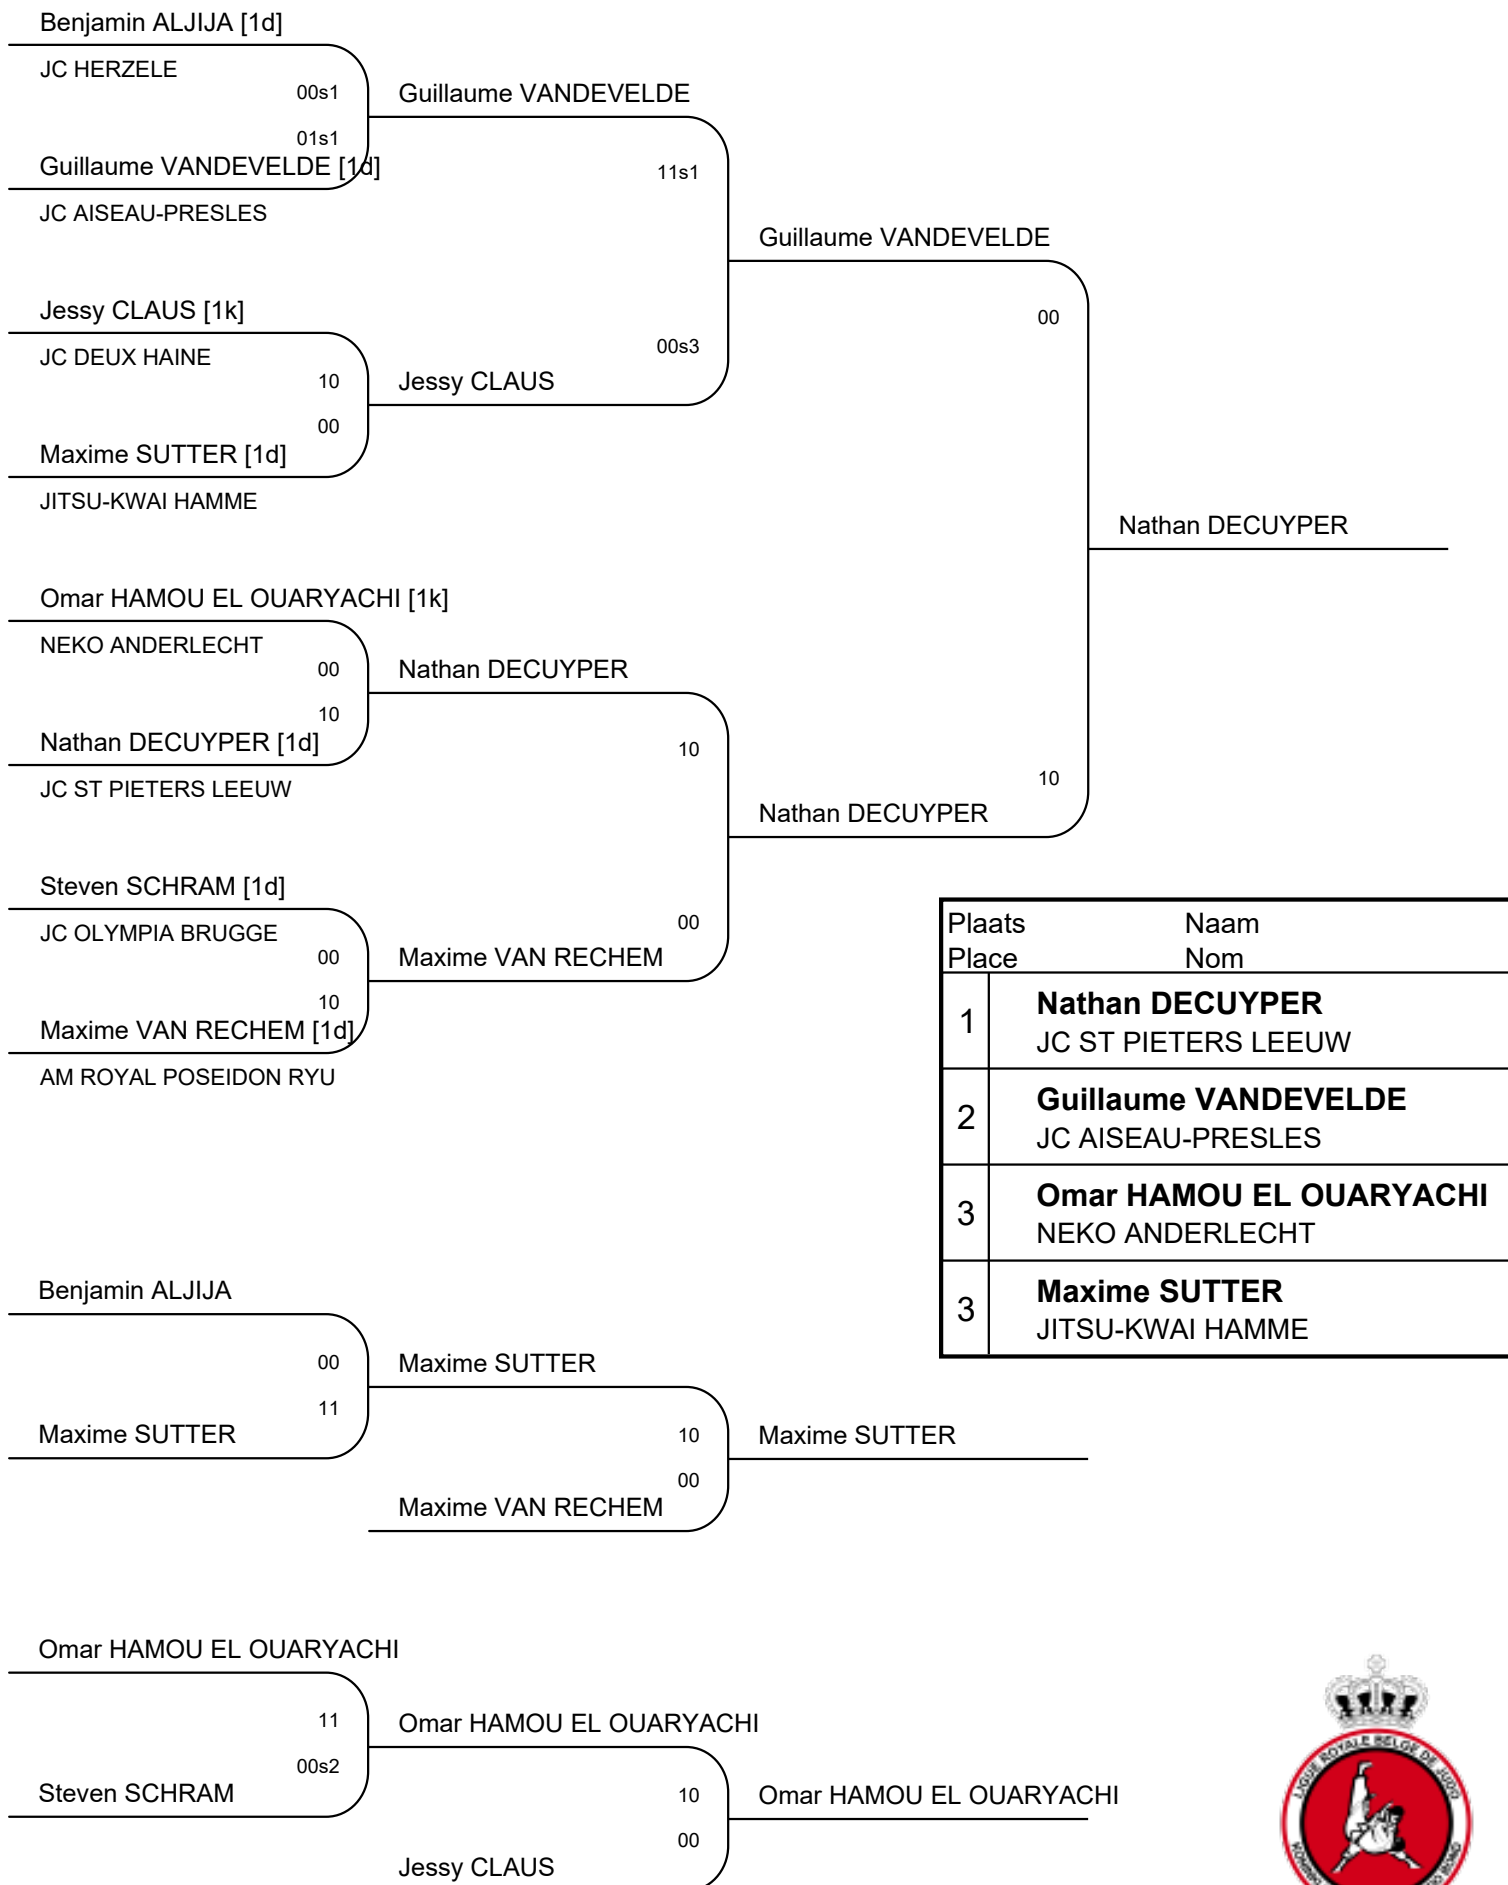 Benjamin ALJIJA [1d]
JC HERZELE
00s1
Guillaume VANDEVELDE
01s1
Guillaume VANDEVELDE [1d]
11s1
JC AISEAU-PRESLES
Guillaume VANDEVELDE
Jessy CLAUS [1k]
00
JC DEUX HAINE
00s3
10
Jessy CLAUS
00
Maxime SUTTER [1d]
JITSU-KWAI HAMME
Nathan DECUYPER
Omar HAMOU EL OUARYACHI [1k]
NEKO ANDERLECHT
00
Nathan DECUYPER
10
Nathan DECUYPER [1d]
10
JC ST PIETERS LEEUW
10
Nathan DECUYPER
Steven SCHRAM [1d]
JC OLYMPIA BRUGGE
00
00
Maxime VAN RECHEM
10
Maxime VAN RECHEM [1d]
AM ROYAL POSEIDON RYU
Plaats Naam
Place Nom
1 Nathan DECUYPER
JC ST PIETERS LEEUW
2 Guillaume VANDEVELDE
JC AISEAU-PRESLES
3 Omar HAMOU EL OUARYACHI
NEKO ANDERLECHT
3 Maxime SUTTER
JITSU-KWAI HAMME
Benjamin ALJIJA
00
Maxime SUTTER
11
Maxime SUTTER
10
Maxime SUTTER
00
Maxime VAN RECHEM
Omar HAMOU EL OUARYACHI
11
Omar HAMOU EL OUARYACHI
00s2
Steven SCHRAM
10
Omar HAMOU EL OUARYACHI
00
Jessy CLAUS
LIGUE ROYALE BELGE DE JUDO